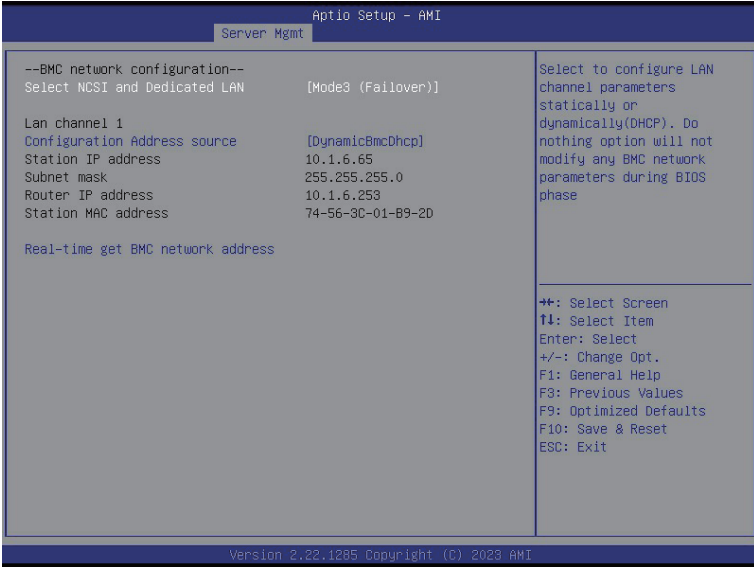 Aptio Setup – AMI
Server Mgmt
--BMC network configuration--
Select NCSI and Dedicated LAN [Mode3 (Failover)]
Lan channel 1
Configuration Address source [DynamicBmcDhcp]
Station IP address 10.1.6.65
Subnet mask 255.255.255.0
Router IP address 10.1.6.253
Station MAC address 74-56-3C-01-B9-2D
Real-time get BMC network address
Select to configure LAN
channel parameters
statically or
dynamically(DHCP). Do
nothing option will not
modify any BMC network
parameters during BIOS
phase
→←: Select Screen
↑↓: Select Item
Enter: Select
+/-: Change Opt.
F1: General Help
F3: Previous Values
F9: Optimized Defaults
F10: Save & Reset
ESC: Exit
Version 2.22.1285 Copyright (C) 2023 AMI